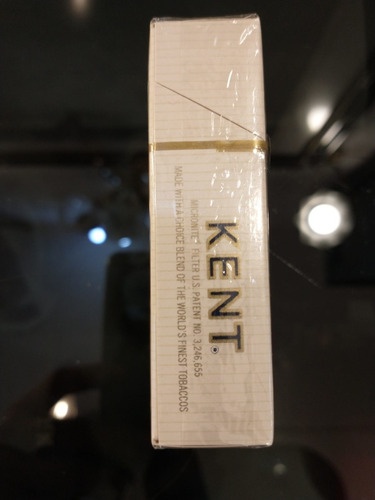 KENT®
MICRONITE® FILTER U.S. PATENT NO. 3,246,655
MADE WITH A CHOICE BLEND OF THE WORLD'S FINEST TOBACCOS